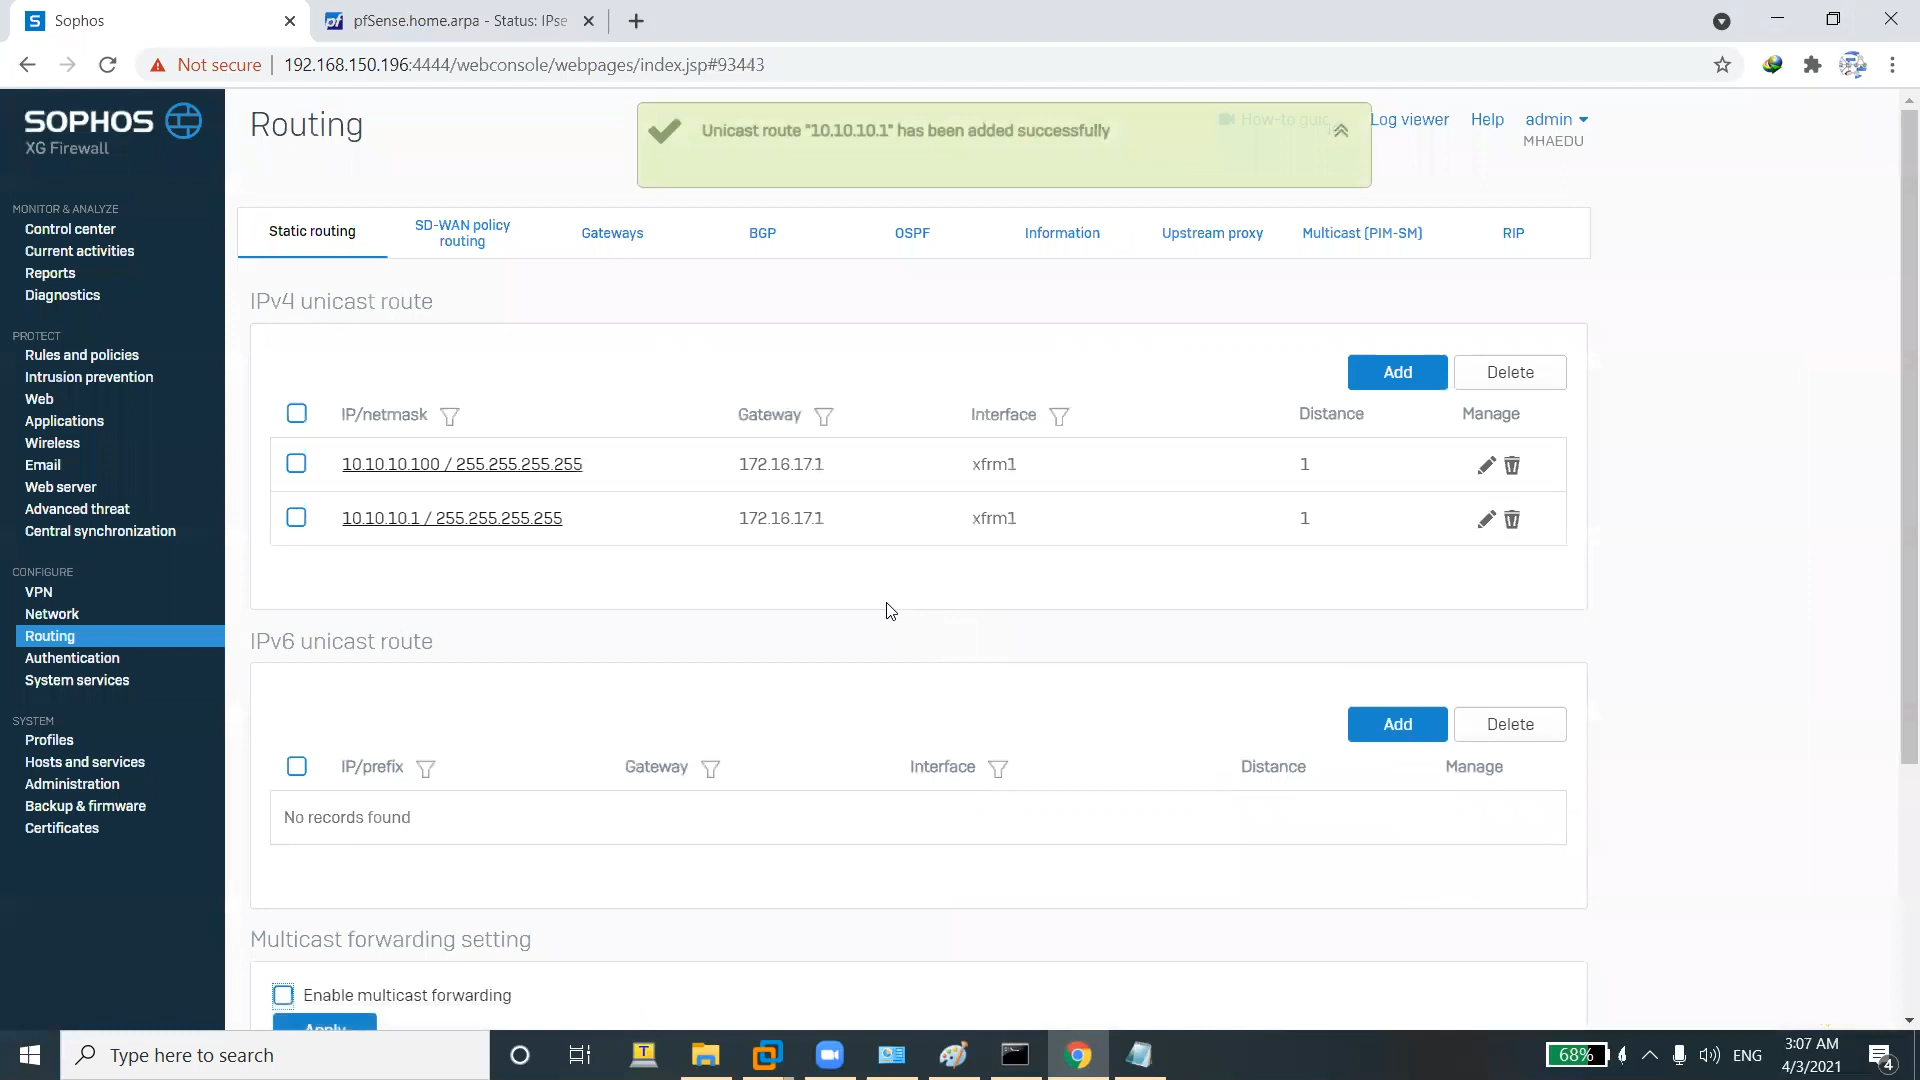 Sophos
pfSense.home.arpa - Status: IPse
Not secure
192.168.150.196:4444/webconsole/webpages/index.jsp#93443
SOPHOS
XG Firewall
MONITOR & ANALYZE
Control center
Current activities
Reports
Diagnostics
PROTECT
Rules and policies
Intrusion prevention
Web
Applications
Wireless
Email
Web server
Advanced threat
Central synchronization
CONFIGURE
VPN
Network
Routing
Authentication
System services
SYSTEM
Profiles
Hosts and services
Administration
Backup & firmware
Certificates
Routing
Unicast route "10.10.10.1" has been added successfully
How-to guid
Log viewer
Help
admin
MHAEDU
Static routing
SD-WAN policy
routing
Gateways
BGP
OSPF
Information
Upstream proxy
Multicast (PIM-SM)
RIP
IPv4 unicast route
Add
Delete
IP/netmask Gateway Interface Distance Manage
10.10.10.100 / 255.255.255.255 172.16.17.1 xfrm1 1
10.10.10.1 / 255.255.255.255 172.16.17.1 xfrm1 1
IPv6 unicast route
Add
Delete
IP/prefix Gateway Interface Distance Manage
No records found
Multicast forwarding setting
Enable multicast forwarding
Apply
Type here to search
68%
ENG
3:07 AM
4/3/2021
4